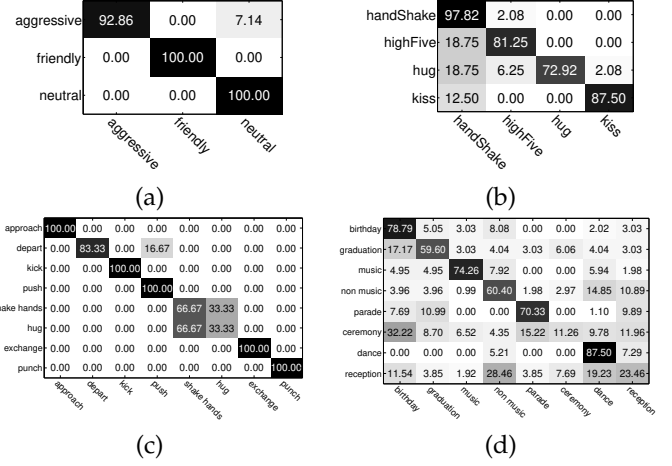 aggressive 92.86 0.00 7.14
friendly 0.00 100.00 0.00
neutral 0.00 0.00 100.00
aggressive friendly neutral
(a)
handShake 97.82 2.08 0.00 0.00
highFive 18.75 81.25 0.00 0.00
hug 18.75 6.25 72.92 2.08
kiss 12.50 0.00 0.00 87.50
handShake highFive hug kiss
(b)
approach 100.00 0.00 0.00 0.00 0.00 0.00 0.00 0.00
depart 0.00 83.33 0.00 16.67 0.00 0.00 0.00 0.00
kick 0.00 0.00 100.00 0.00 0.00 0.00 0.00 0.00
push 0.00 0.00 0.00 100.00 0.00 0.00 0.00 0.00
ake hands 0.00 0.00 0.00 0.00 66.67 33.33 0.00 0.00
hug 0.00 0.00 0.00 0.00 66.67 33.33 0.00 0.00
exchange 0.00 0.00 0.00 0.00 0.00 0.00 100.00 0.00
punch 0.00 0.00 0.00 0.00 0.00 0.00 0.00 100.00
approach depart kick push shake hands hug exchange punch
(c)
birthday 78.79 5.05 3.03 8.08 0.00 0.00 2.02 3.03
graduation 17.17 59.60 3.03 4.04 3.03 6.06 4.04 3.03
music 4.95 4.95 74.26 7.92 0.00 0.00 5.94 1.98
non music 3.96 3.96 0.99 60.40 1.98 2.97 14.85 10.89
parade 7.69 10.99 0.00 0.00 70.33 0.00 1.10 9.89
ceremony 32.22 8.70 6.52 4.35 15.22 11.26 9.78 11.96
dance 0.00 0.00 0.00 5.21 0.00 0.00 87.50 7.29
reception 11.54 3.85 1.92 28.46 3.85 7.69 19.23 23.46
birthday graduation music non music parade ceremony dance reception
(d)